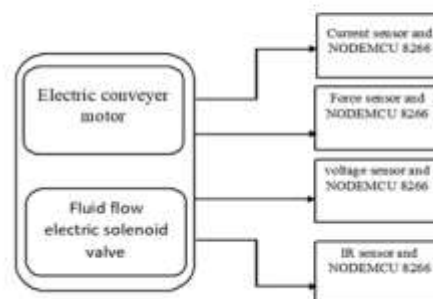 Electric conveyer
motor
Fluid flow
electric solenoid
valve
Current sensor and
NODEMCU 8266
Force sensor and
NODEMCU 8266
voltage sensor and
NODEMCU 8266
IR sensor and
NODEMCU 8266